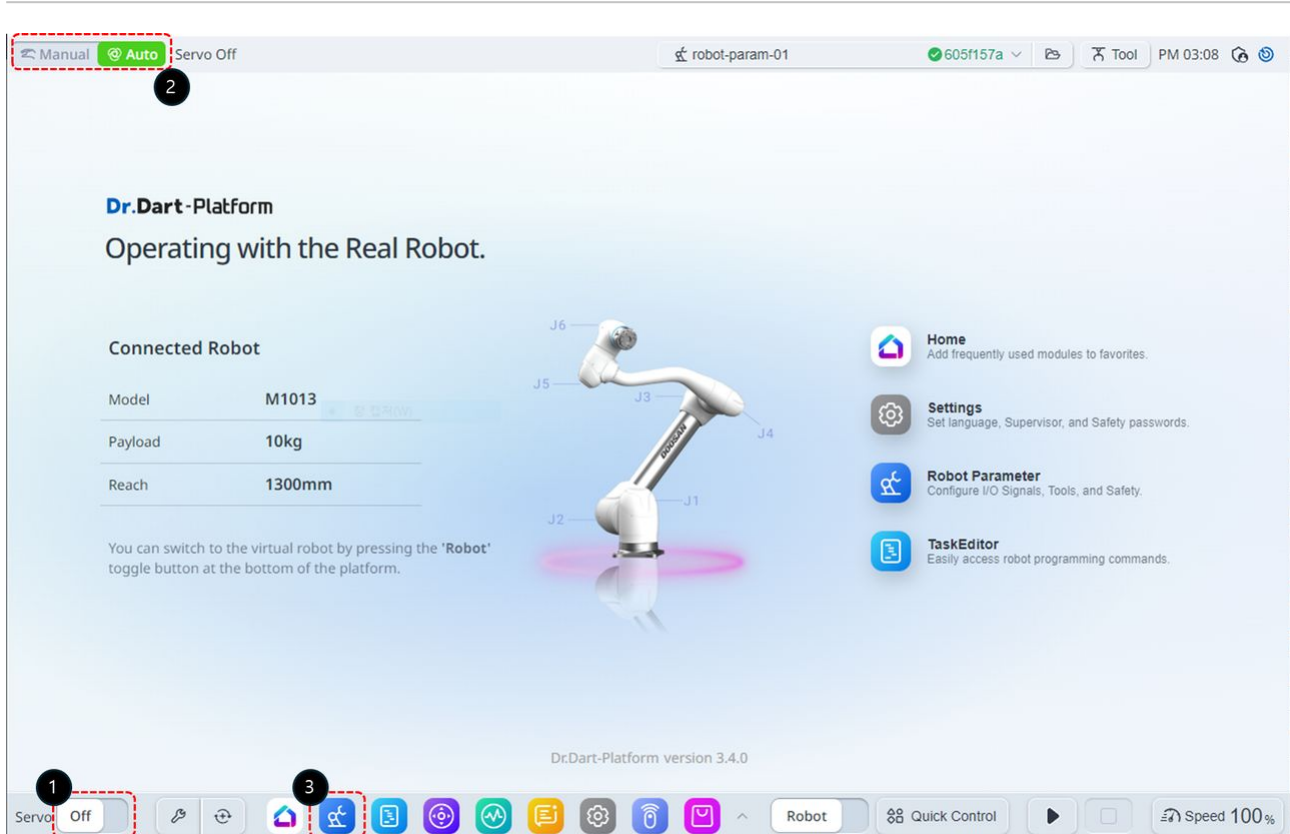 Manual Auto Servo Off robot-param-01 605f157a Tool PM 03:08
2
Dr.Dart-Platform
Operating with the Real Robot.
Connected Robot
Model M1013
Payload 10kg
Reach 1300mm
You can switch to the virtual robot by pressing the 'Robot'
toggle button at the bottom of the platform.
J6
J5
J3
J4
J1
J2
DOOSAN
Home
Add frequently used modules to favorites.
Settings
Set language, Supervisor, and Safety passwords.
Robot Parameter
Configure I/O Signals, Tools, and Safety.
TaskEditor
Easily access robot programming commands.
Dr.Dart-Platform version 3.4.0
1
3
Servo Off Robot Quick Control Speed 100%